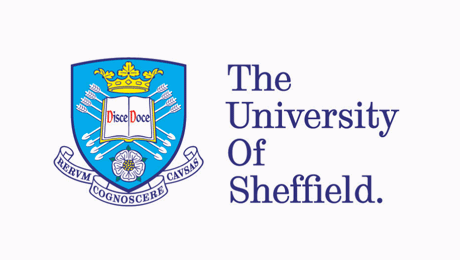 Disce Doce
RERVM
COGNOSCERE
CAVSAS
The
University
Of
Sheffield.